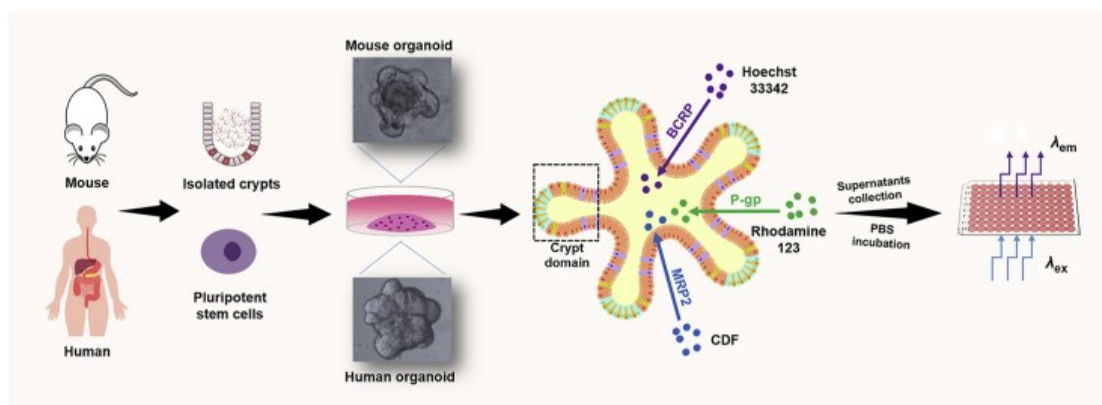 Mouse
Human
Isolated crypts
Pluripotent
stem cells
Mouse organoid
Human organoid
Crypt
domain
BCRP
Hoechst
33342
P-gp
Rhodamine
123
MRP2
CDF
Supernatants
collection
PBS
incubation
λem
λex